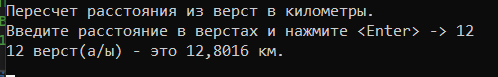 Пересчет расстояния из верст в километры.
Введите расстояние в верстах и нажмите <Enter> -> 12
12 верст(а/ы) - это 12,8016 км.